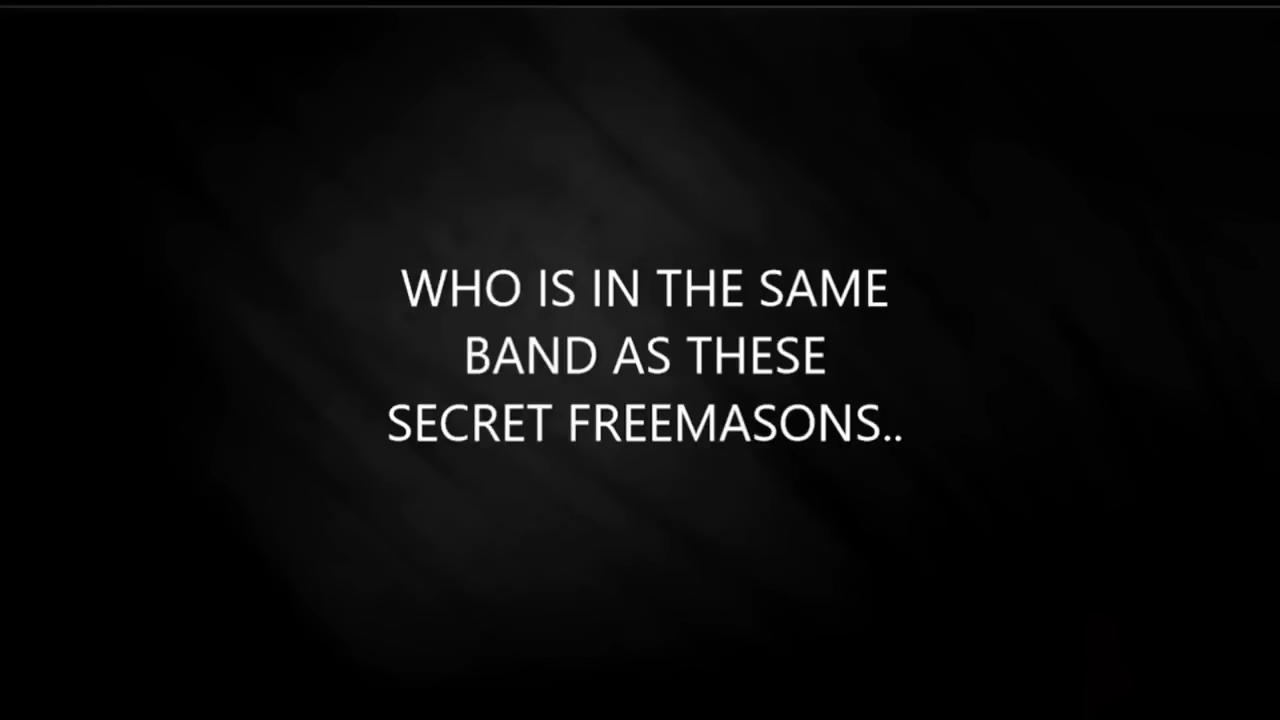 WHO IS IN THE SAME
BAND AS THESE
SECRET FREEMASONS..